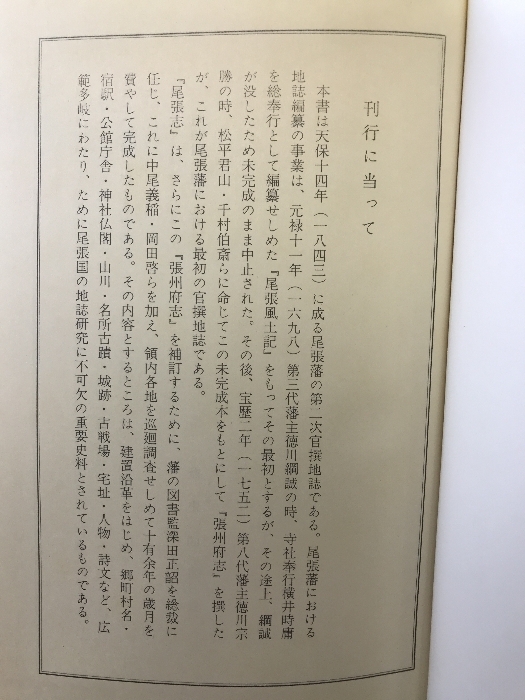 刊行に当って
本書は天保十四年（一八四三）に成る尾張藩の第二次官撰地誌である。尾張藩における
地誌編纂の事業は、元禄十一年（一六九八）第三代藩主徳川綱誠の時、寺社奉行横井時庸
を総奉行として編纂せしめた『尾張風土記』をもってその最初とするが、その途上、綱誠
が没したため未完成のまま中止された。その後、宝暦二年（一七五二）第八代藩主徳川宗
勝の時、松平君山・千村伯斎らに命じてこの未完成本をもとにして『張州府志』を撰した
が、これが尾張藩における最初の官撰地誌である。
『尾張志』は、さらにこの『張州府志』を補訂するために、藩の図書監深田正韶を総裁に
任じ、これに中尾義稲・岡田啓らを加え、領内各地を巡廻調査せしめて十有余年の歳月を
費やして完成したものである。その内容とするところは、建置沿革をはじめ、郷町村名・
宿駅・公館庁舎・神社仏閣・山川・名所古蹟・城跡・古戦場・宅址・人物・詩文など、広
範多岐にわたり、ために尾張国の地誌研究に不可欠の重要史料とされているものである。